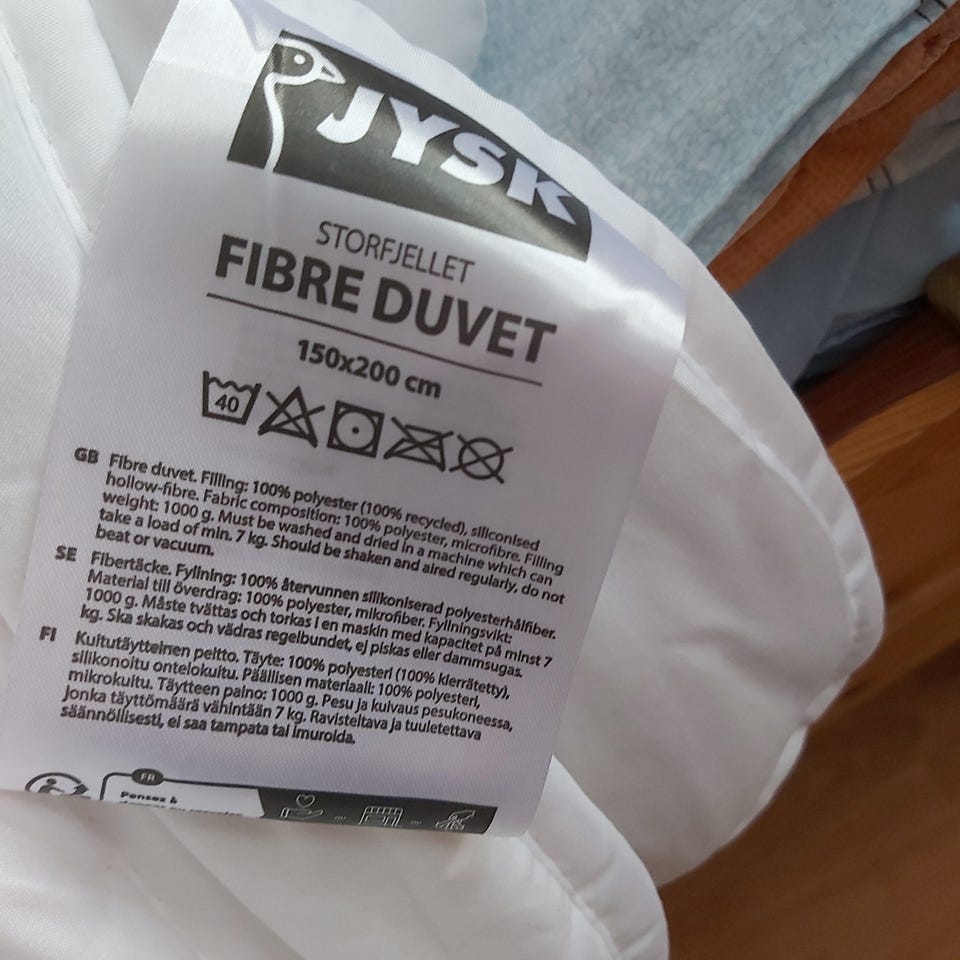 JYSK
STORFJELLET
FIBRE DUVET
150x200 cm
40
GB Fibre duvet. Filling: 100% polyester (100% recycled), siliconised
hollow-fibre. Fabric composition: 100% polyester, microfibre. Filling
weight: 1000 g. Must be washed and dried in a machine which can
take a load of min. 7 kg. Should be shaken and aired regularly, do not
beat or vacuum.
SE Fibertäcke. Fyllning: 100% återvunnen silikoniserad polyesterhålfiber.
Material till överdrag: 100% polyester, mikrofiber. Fyllningsvikt:
1000 g. Måste tvättas och torkas i en maskin med kapacitet på minst 7
kg. Ska skakas och vädras regelbundet, ej piskas eller dammsugas.
FI Kuitutäytteinen peitto. Täyte: 100% polyesteri (100% kierrätetty),
silikonoitu ontelokuitu. Päällisen materiaali: 100% polyesteri,
mikrokuitu. Täytteen paino: 1000 g. Pesu ja kuivaus pesukoneessa,
jonka täyttömäärä vähintään 7 kg. Ravisteltava ja tuuletettava
säännöllisesti, ei saa tampata tai imuroida.
FR
Pensez à